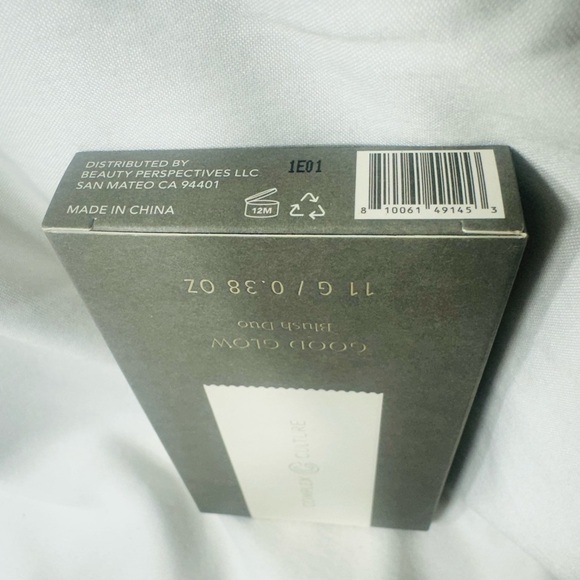 DISTRIBUTED BY
BEAUTY PERSPECTIVES LLC
SAN MATEO CA 94401
MADE IN CHINA
1E01
12M
8 10061 49145 3
11 G / 0.38 OZ
GOOD GLOW
Blush Duo
CULTURE